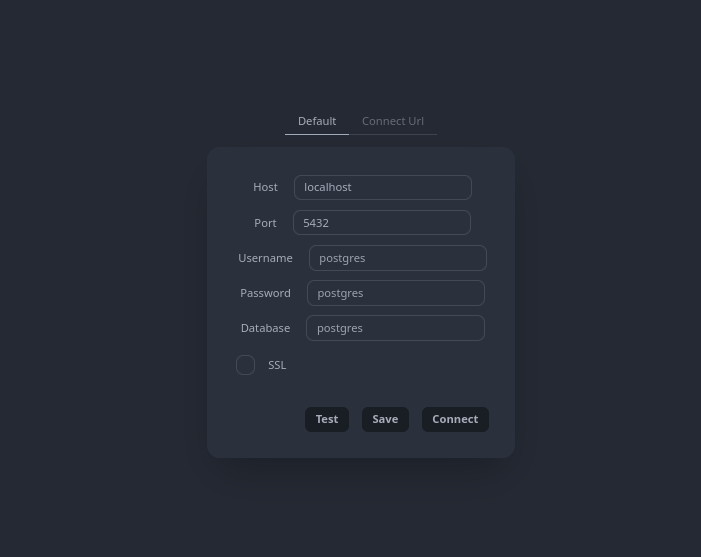 Default Connect Url
Host localhost
Port 5432
Username postgres
Password postgres
Database postgres
SSL
Test Save Connect